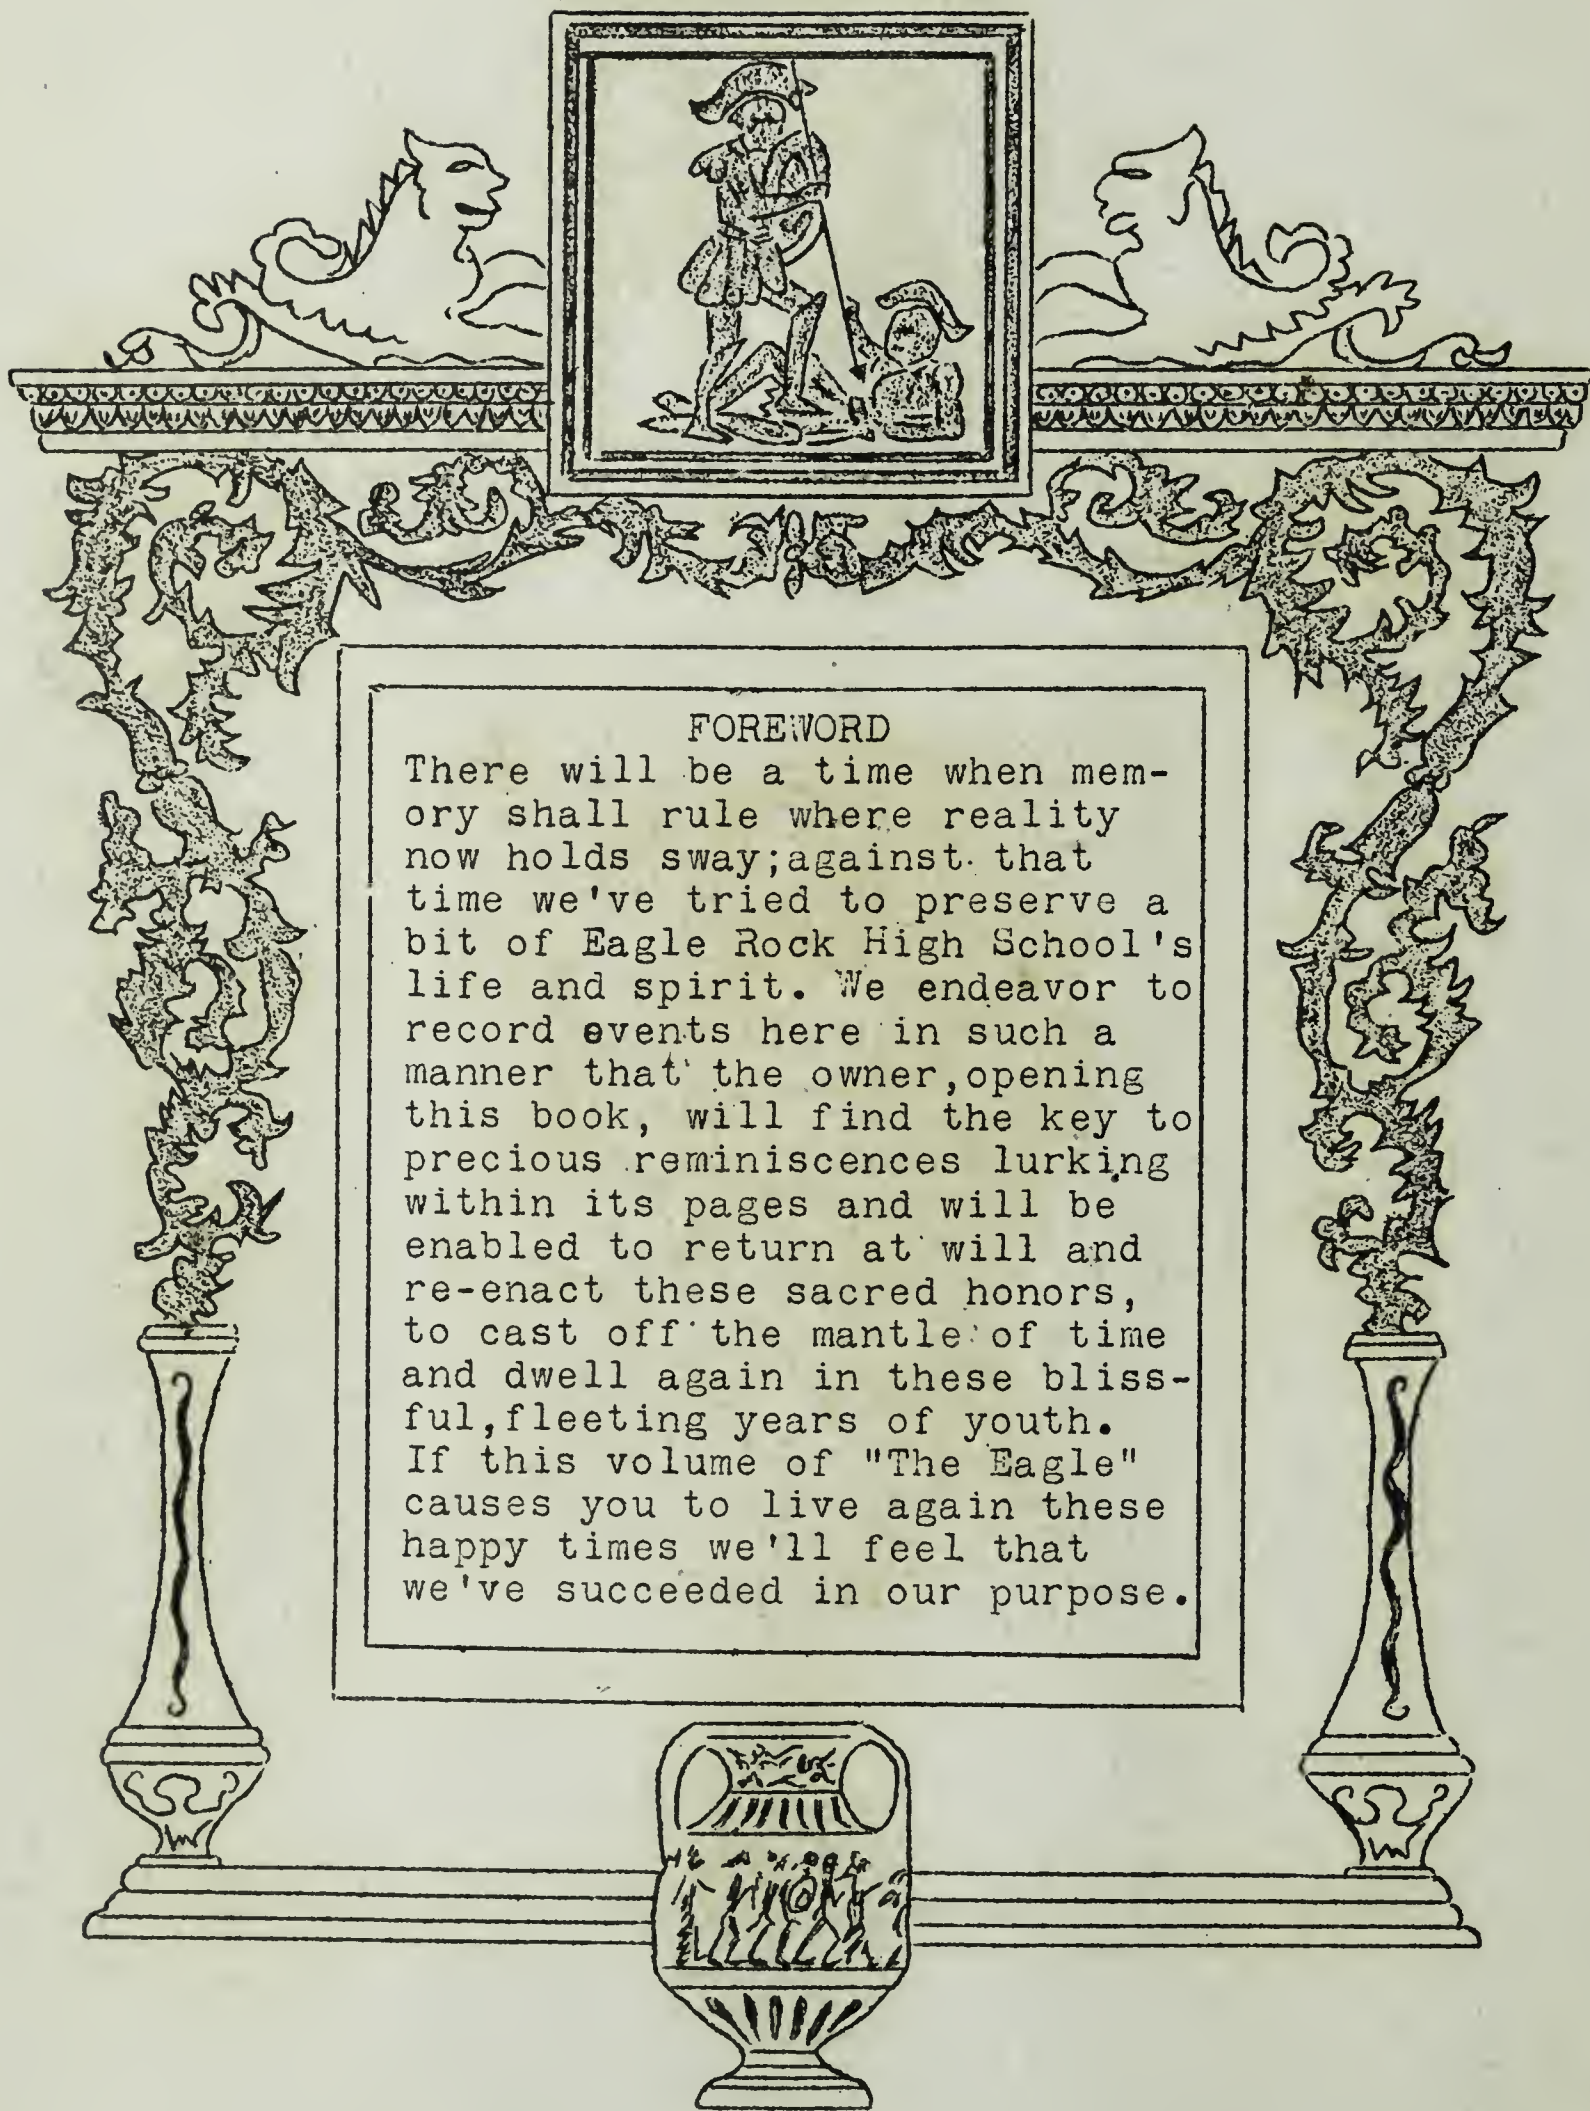 FOREWORD
There will be a time when mem-
ory shall rule where reality
now holds sway;against that
time we've tried to preserve a
bit of Eagle Rock High School's
life and spirit. We endeavor to
record events here in such a
manner that the owner,opening
this book, will find the key to
precious reminiscences lurking
within its pages and will be
enabled to return at will and
re-enact these sacred honors,
to cast off the mantle of time
and dwell again in these bliss-
ful,fleeting years of youth.
If this volume of "The Eagle"
causes you to live again these
happy times we'll feel that
we've succeeded in our purpose.